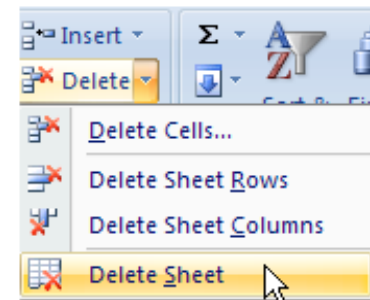 Insert
Σ
A
Z
Delete
Delete Cells...
Delete Sheet Rows
Delete Sheet Columns
Delete Sheet